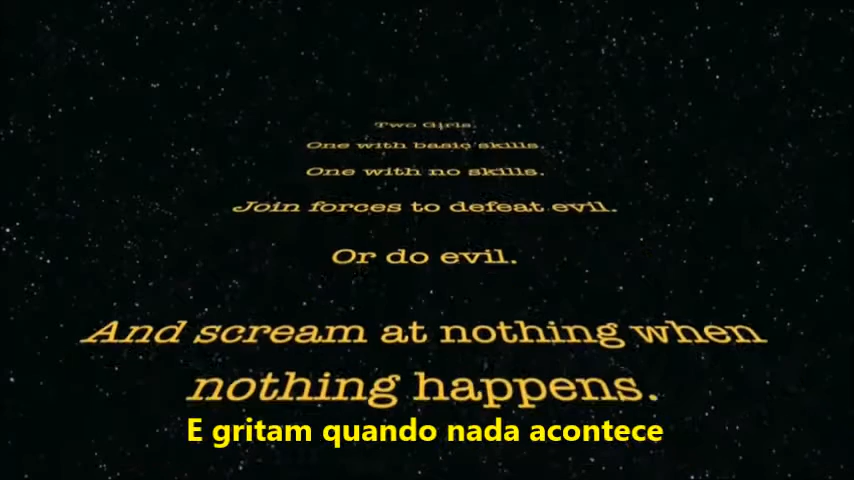 Two Girls.
One with basic skills.
One with no skills.
Join forces to defeat evil.
Or do evil.
And scream at nothing when
nothing happens.
E gritam quando nada acontece